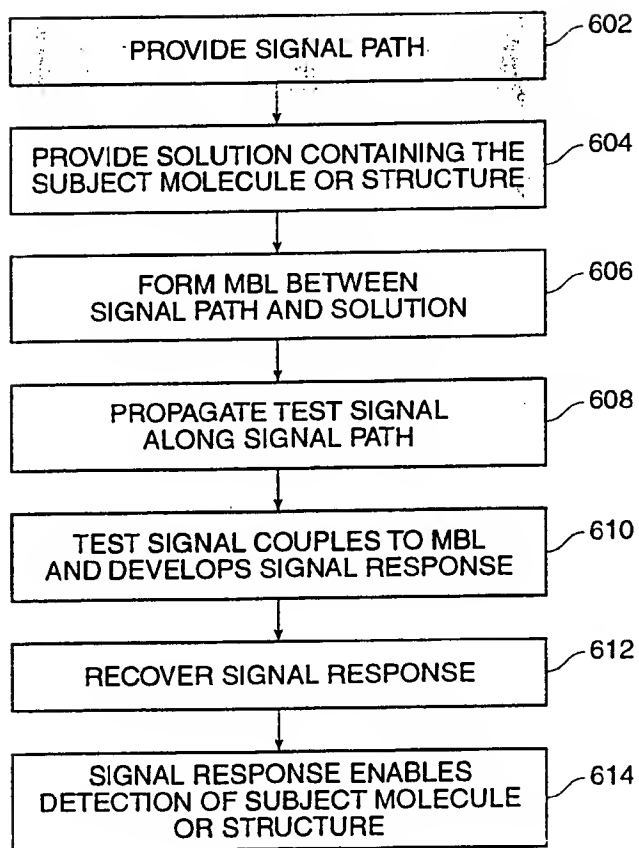 PROVIDE SIGNAL PATH
602
PROVIDE SOLUTION CONTAINING THE
SUBJECT MOLECULE OR STRUCTURE
604
FORM MBL BETWEEN
SIGNAL PATH AND SOLUTION
606
PROPAGATE TEST SIGNAL
ALONG SIGNAL PATH
608
TEST SIGNAL COUPLES TO MBL
AND DEVELOPS SIGNAL RESPONSE
610
RECOVER SIGNAL RESPONSE
612
SIGNAL RESPONSE ENABLES
DETECTION OF SUBJECT MOLECULE
OR STRUCTURE
614